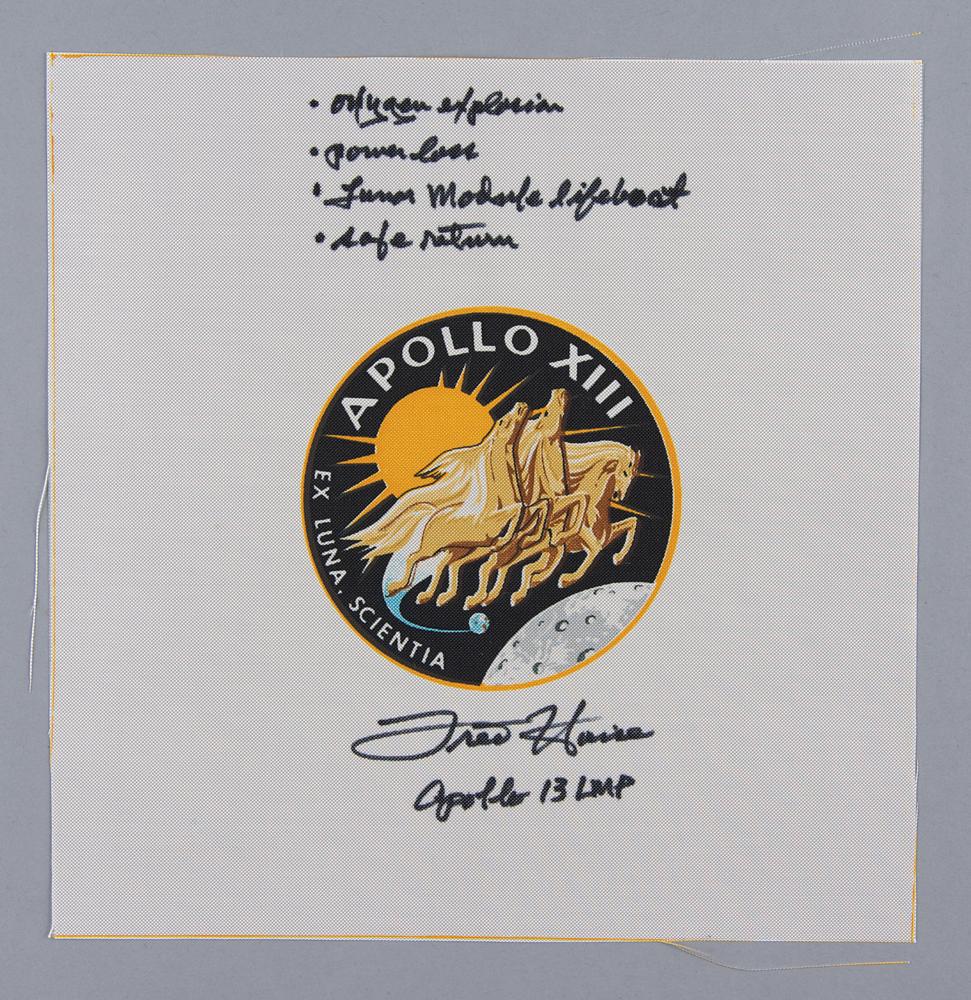 • oxygen explosion
• power loss
• Lunar Module lifeboat
• safe return
APOLLO XIII
EX LUNA, SCIENTIA
Fred Haise
Apollo 13 LMP